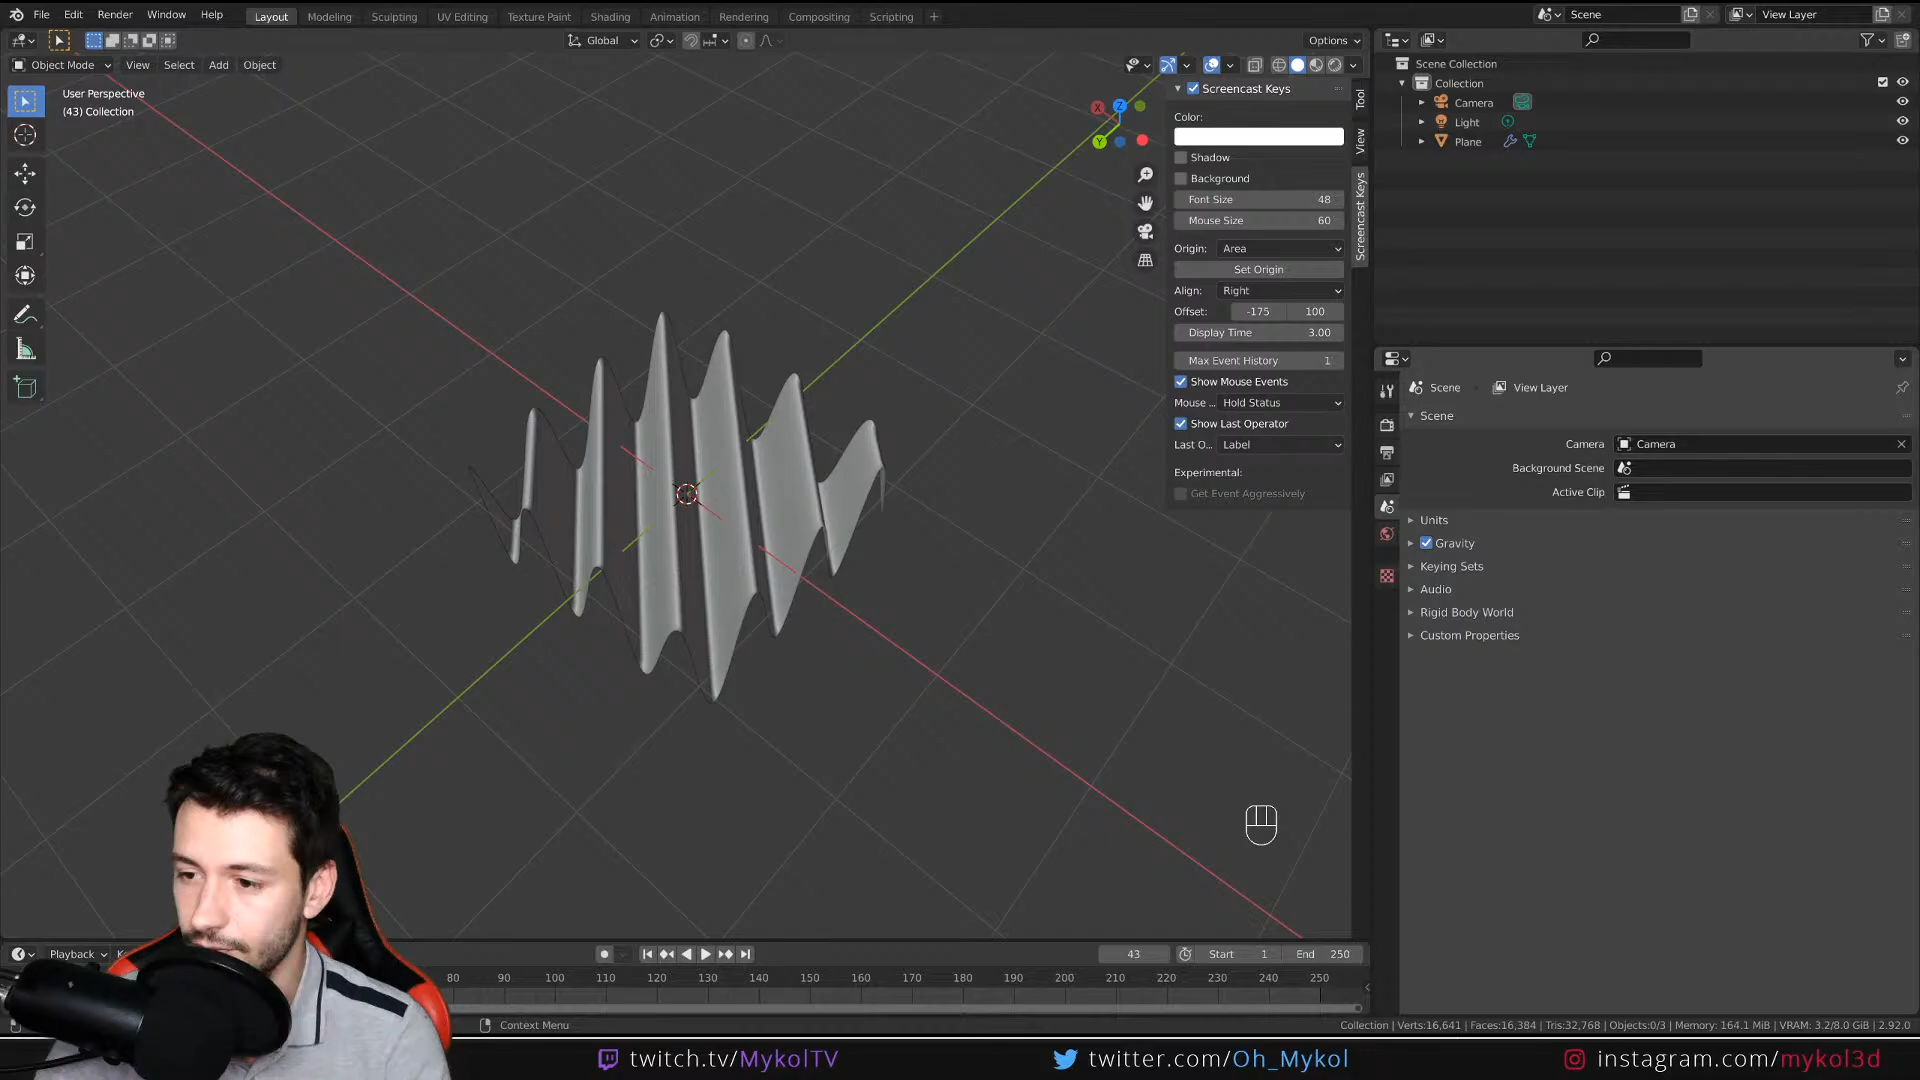 File Edit Render Window Help
Layout Modeling Sculpting UV Editing Texture Paint Shading Animation Rendering Compositing Scripting +
Scene
View Layer
Global
Options
Object Mode View Select Add Object
User Perspective
(43) Collection
X
Y
Z
Screencast Keys
Color:
Shadow
Background
Font Size 48
Mouse Size 60
Origin: Area
Set Origin
Align: Right
Offset: -175 100
Display Time 3.00
Max Event History 1
Show Mouse Events
Mouse ... Hold Status
Show Last Operator
Last O... Label
Experimental:
Get Event Aggressively
Tool
View
Screencast Keys
Scene Collection
Collection
Camera
Light
Plane
Scene View Layer
Scene
Camera Camera
Background Scene
Active Clip
Units
Gravity
Keying Sets
Audio
Rigid Body World
Custom Properties
Playback K
43 Start 1 End 250
80 90 100 110 120 130 140 150 160 170 180 190 200 210 220 230 240 250
Context Menu
Collection | Verts:16,641 | Faces:16,384 | Tris:32,768 | Objects:0/3 | Memory: 164.1 MiB | VRAM: 3.2/8.0 GiB | 2.92.0
twitch.tv/MykolTV
twitter.com/Oh_Mykol
instagram.com/mykol3d